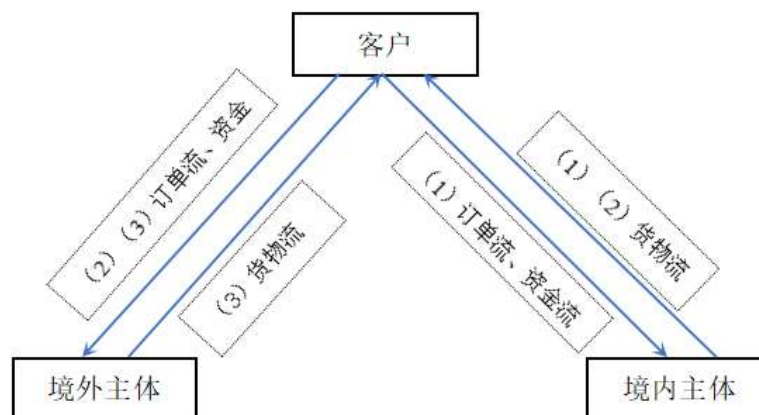 客户
（2）（3）订单流、资金
（3）货物流
（1）订单流、资金流
（1）（2）货物流
境外主体
境内主体